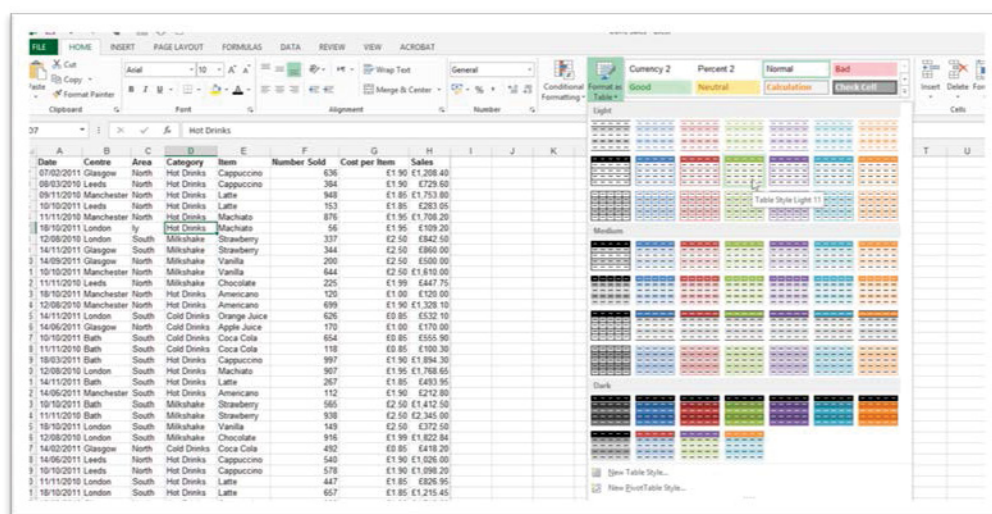 FILE HOME INSERT PAGE LAYOUT FORMULAS DATA REVIEW VIEW ACROBAT
Cut
Copy
Format Painter
Clipboard
Arial 10
B I U
Font
Wrap Text
Merge & Center
Alignment
General
%
Number
Conditional Formatting
Format as Table
Currency 2 Percent 2 Normal Bad
Good Neutral Calculation Check Cell
Insert Delete
Cells
Hot Drinks
A B C D E F G H I J K T U
Date Centre Area Category Item Number Sold Cost per Item Sales
07/02/2011 Glasgow North Hot Drinks Cappuccino 636 £1.90 £1,208.40
08/03/2010 Leeds North Hot Drinks Cappuccino 384 £1.90 £729.60
09/11/2010 Manchester North Hot Drinks Latte 948 £1.85 £1,753.80
10/10/2010 Leeds North Hot Drinks Latte 153 £1.85 £283.05
11/11/2010 Manchester North Hot Drinks Machiato 876 £1.95 £1,708.20
18/10/2011 London ly Hot Drinks Machiato 56 £1.95 £109.20
12/08/2010 London South Milkshake Strawberry 337 £2.50 £842.50
14/11/2011 Glasgow South Milkshake Strawberry 344 £2.50 £860.00
14/09/2011 Glasgow North Milkshake Vanilla 200 £2.50 £500.00
10/10/2011 Manchester North Milkshake Vanilla 644 £2.50 £1,610.00
11/11/2010 Leeds North Milkshake Chocolate 225 £1.99 £447.75
18/10/2011 Manchester North Hot Drinks Americano 120 £1.00 £120.00
12/08/2010 Manchester North Hot Drinks Americano 699 £1.90 £1,328.10
14/11/2011 London South Cold Drinks Orange Juice 626 £0.85 £532.10
14/06/2011 Glasgow North Cold Drinks Apple Juice 170 £1.00 £170.00
10/10/2010 Bath South Cold Drinks Coca Cola 654 £0.85 £555.90
11/11/2010 Bath South Cold Drinks Coca Cola 118 £0.85 £100.30
18/03/2011 Bath South Hot Drinks Cappuccino 997 £1.90 £1,894.30
12/08/2010 London South Hot Drinks Machiato 907 £1.95 £1,768.65
14/11/2011 Bath South Hot Drinks Latte 267 £1.85 £493.95
14/06/2011 Manchester South Hot Drinks Americano 112 £1.90 £212.80
10/10/2011 Bath South Milkshake Strawberry 565 £2.50 £1,412.50
11/11/2010 Bath South Milkshake Strawberry 938 £2.50 £2,345.00
18/10/2011 London South Milkshake Vanilla 149 £2.50 £372.50
12/08/2010 London South Milkshake Chocolate 916 £1.99 £1,822.84
14/02/2011 Glasgow North Cold Drinks Coca Cola 492 £0.85 £418.20
14/06/2011 Leeds North Hot Drinks Cappuccino 540 £1.90 £1,026.00
10/10/2011 Leeds North Hot Drinks Cappuccino 578 £1.90 £1,098.20
11/11/2010 London South Hot Drinks Latte 447 £1.85 £826.95
18/10/2011 London South Hot Drinks Latte 657 £1.85 £1,215.45
Light
Table Style Light 11
Medium
Dark
New Table Style...
New PivotTable Style...